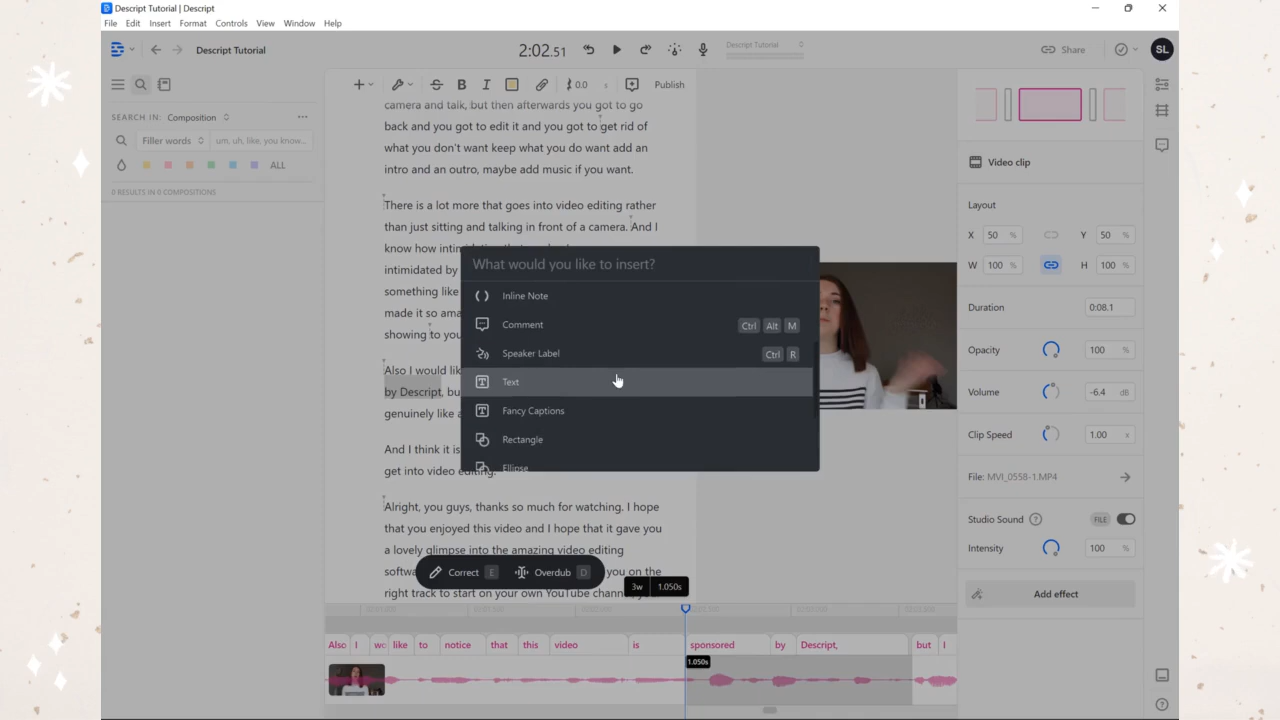 Descript Tutorial | Descript
File Edit Insert Format Controls View Window Help
Descript Tutorial
2:02.51
Descript Tutorial
Share
SL
0.0 s
Publish
SEARCH IN: Composition
Filler words
um, uh, like, you know...
ALL
0 RESULTS IN 0 COMPOSITIONS
camera and talk, but then afterwards you got to go
back and you got to edit it and you got to get rid of
what you don't want keep what you do want add an
intro and an outro, maybe add music if you want.
There is a lot more that goes into video editing rather
than just sitting and talking in front of a camera. And I
know how
intimidated by
something like
made it so
showing to you
Also I would
by Descript,
genuinely like
And I think it is
get into video editing.
Alright, you guys, thanks so much for watching. I hope
that you enjoyed this video and I hope that it gave you
a lovely glimpse into the amazing video editing
you on the
right track to start on your own YouTube
What would you like to insert?
Inline Note
Comment Ctrl Alt M
Speaker Label Ctrl R
Text
Fancy Captions
Rectangle
Ellipse
Correct E Overdub D
3w 1.050s
Video clip
Layout
X 50 % Y 50 %
W 100 % H 100 %
Duration 0:08.1
Opacity 100 %
Volume -6.4 dB
Clip Speed 1.00 x
File: MVI_0558-1.MP4
Studio Sound ? FILE
Intensity 100 %
Add effect
Also I like to notice that this video is sponsored by Descript, but I
1.050s